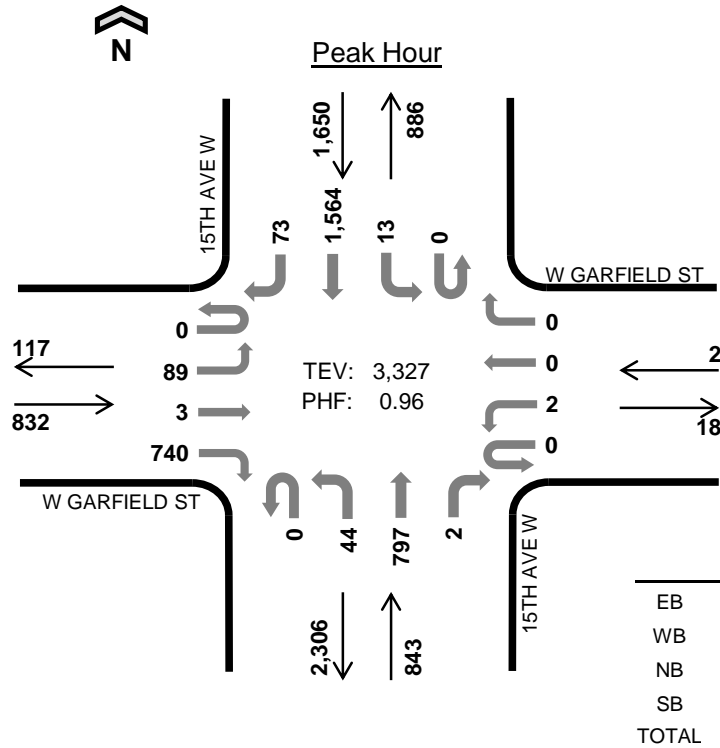 N
Peak Hour
1,650
886
15TH AVE W
73
1,564
13
0
W GARFIELD ST
0
0
2
0
2
18
117
832
0
89
3
740
TEV: 3,327
PHF: 0.96
W GARFIELD ST
0
44
797
2
15TH AVE W
2,306
843
EB
WB
NB
SB
TOTAL